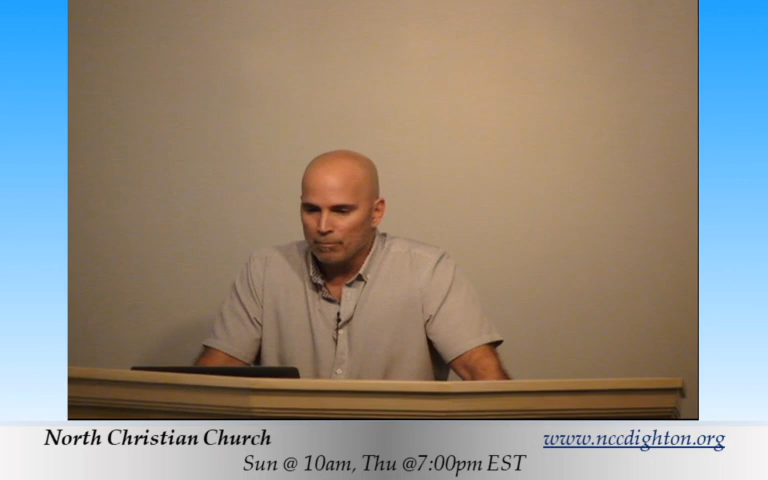 North Christian Church
www.nccdighton.org
Sun @ 10am, Thu @7:00pm EST